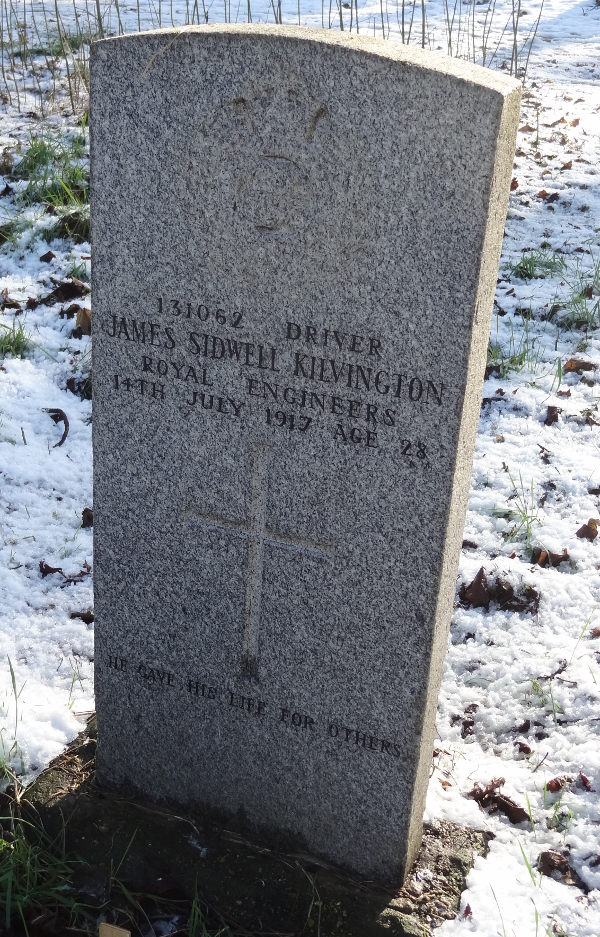 131062 DRIVER
JAMES SIDWELL KILVINGTON
ROYAL ENGINEERS
14TH JULY 1917 AGE 28
HE GAVE HIS LIFE FOR OTHERS